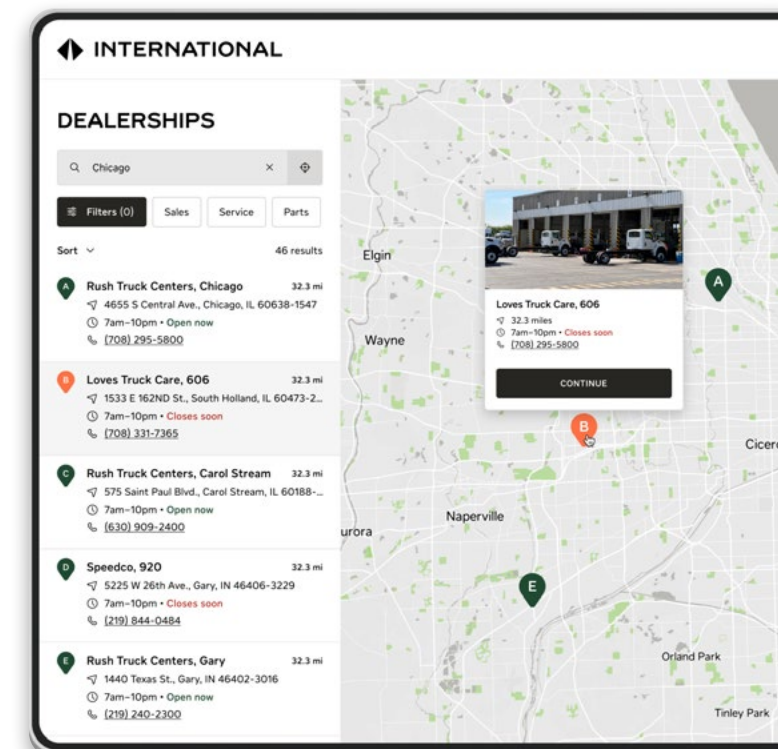 INTERNATIONAL
DEALERSHIPS
Chicago
Filters (0) Sales Service Parts
Sort 46 results
A Rush Truck Centers, Chicago 32.3 mi
4655 S Central Ave., Chicago, IL 60638-1547
7am–10pm • Open now
(708) 295-5800
B Loves Truck Care, 606 32.3 mi
1533 E 162ND St., South Holland, IL 60473-2...
7am–10pm • Closes soon
(708) 331-7365
C Rush Truck Centers, Carol Stream 32.3 mi
575 Saint Paul Blvd., Carol Stream, IL 60188-...
7am–10pm • Open now
(630) 909-2400
D Speedco, 920 32.3 mi
5225 W 26th Ave., Gary, IN 46406-3229
7am–10pm • Closes soon
(219) 844-0484
E Rush Truck Centers, Gary 32.3 mi
1440 Texas St., Gary, IN 46402-3016
7am–10pm • Open now
(219) 240-2300
Elgin
Wayne
Loves Truck Care, 606
32.3 miles
7am–10pm • Closes soon
(708) 295-5800
CONTINUE
A
B
Cicero
Naperville
urora
E
Orland Park
Tinley Park